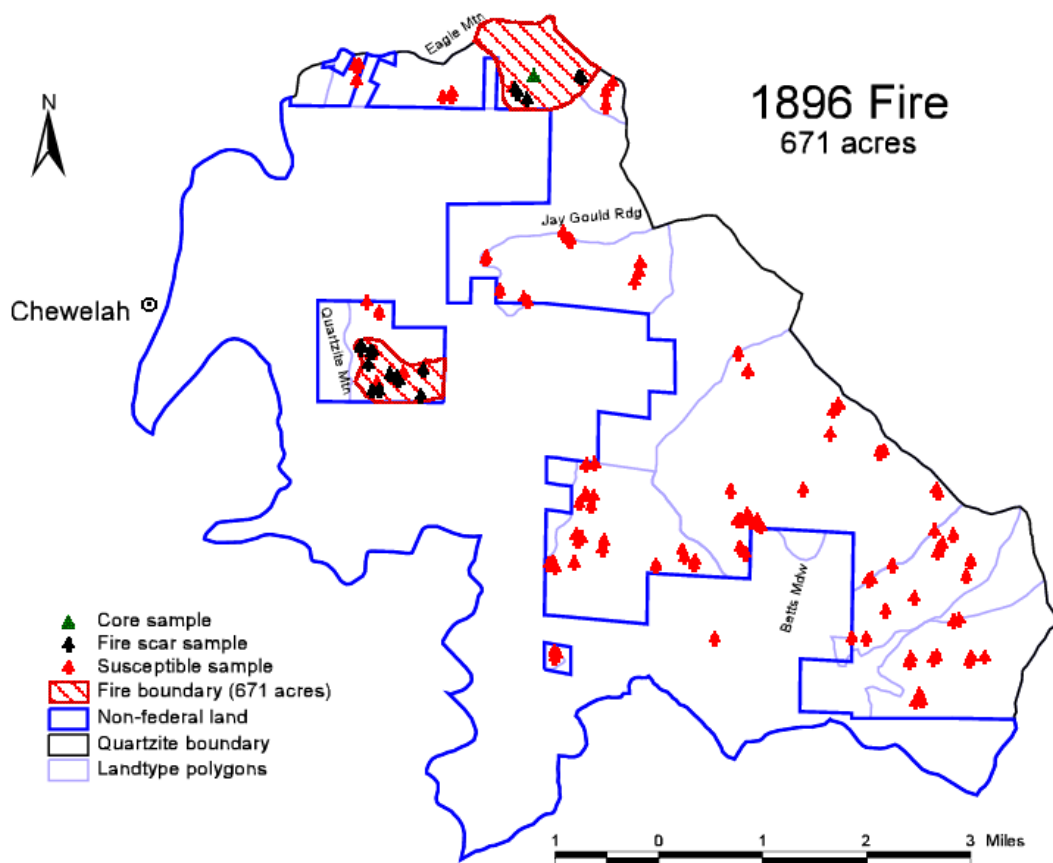 Eagle Mtn
N
1896 Fire
671 acres
Jay Gould Rdg
Chewelah
Quartzite Mtn
Betts Mdw
Core sample
Fire scar sample
Susceptible sample
Fire boundary (671 acres)
Non-federal land
Quartzite boundary
Landtype polygons
1 0 1 2 3 Miles